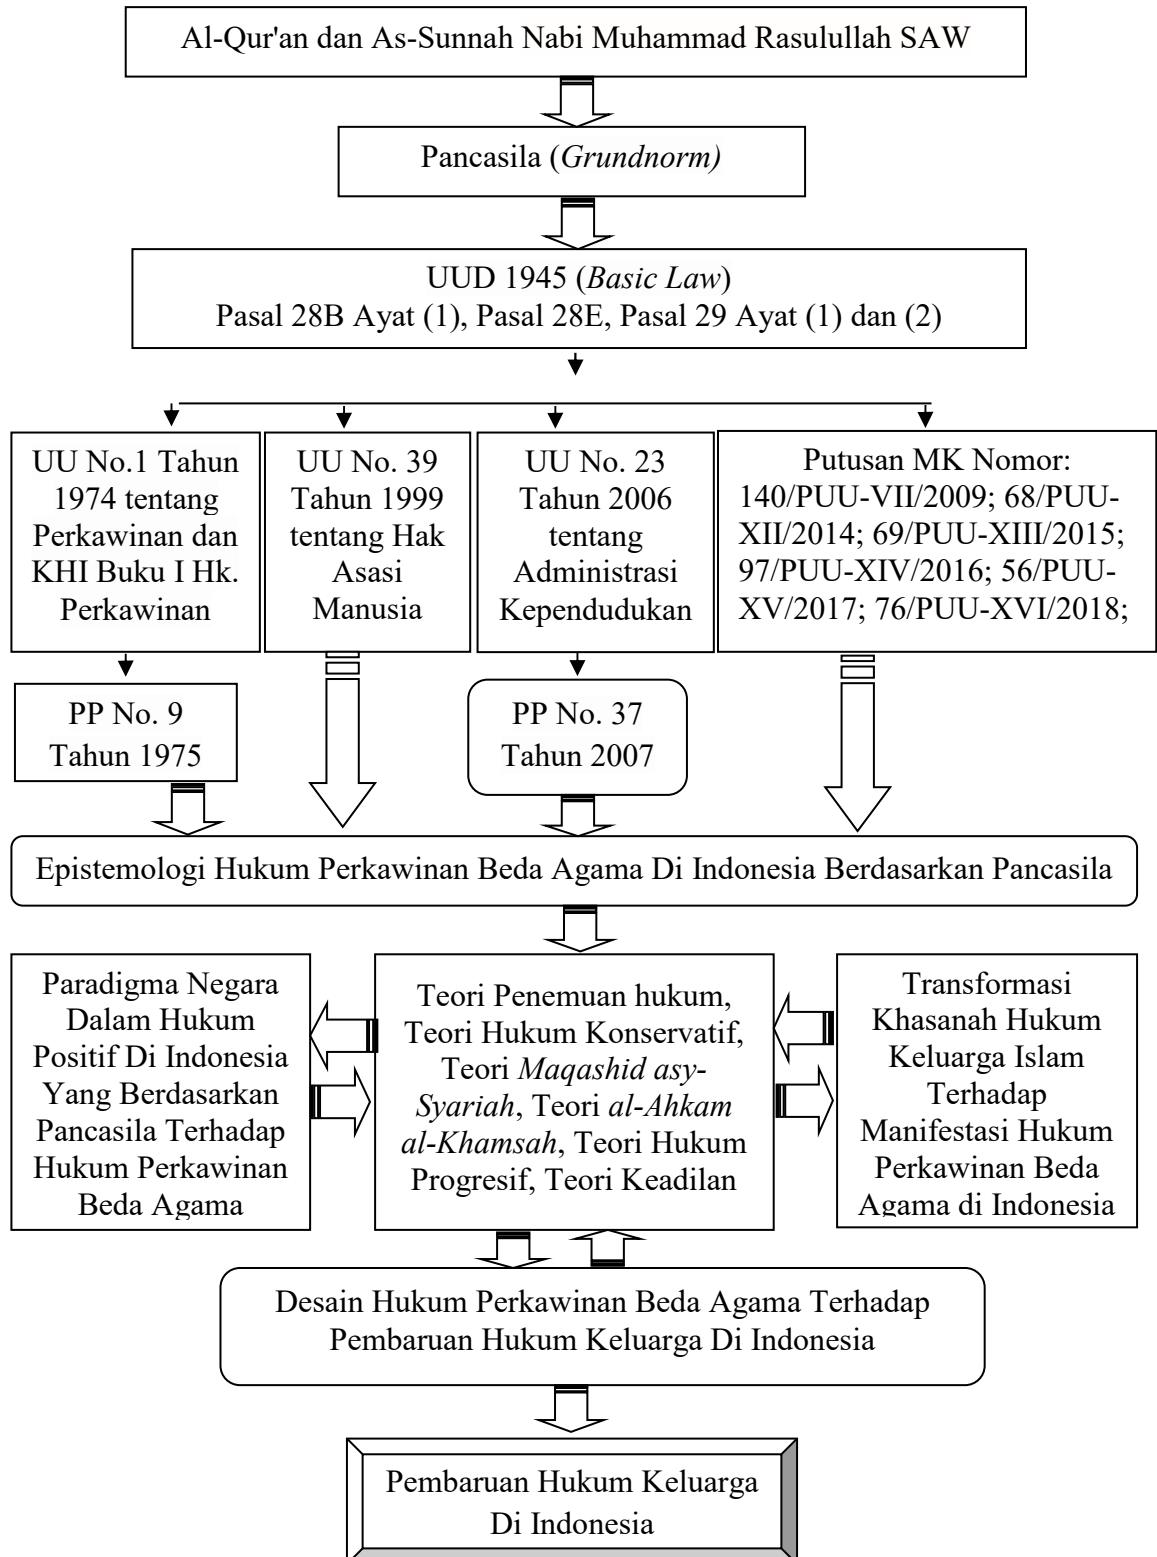 Al-Qur'an dan As-Sunnah Nabi Muhammad Rasulullah SAW
Pancasila (Grundnorm)
UUD 1945 (Basic Law)
Pasal 28B Ayat (1), Pasal 28E, Pasal 29 Ayat (1) dan (2)
UU No.1 Tahun
1974 tentang
Perkawinan dan
KHI Buku I Hk.
Perkawinan
UU No. 39
Tahun 1999
tentang Hak
Asasi
Manusia
UU No. 23
Tahun 2006
tentang
Administrasi
Kependudukan
Putusan MK Nomor:
140/PUU-VII/2009; 68/PUU-
XII/2014; 69/PUU-XIII/2015;
97/PUU-XIV/2016; 56/PUU-
XV/2017; 76/PUU-XVI/2018;
PP No. 9
Tahun 1975
PP No. 37
Tahun 2007
Epistemologi Hukum Perkawinan Beda Agama Di Indonesia Berdasarkan Pancasila
Paradigma Negara
Dalam Hukum
Positif Di Indonesia
Yang Berdasarkan
Pancasila Terhadap
Hukum Perkawinan
Beda Agama
Teori Penemuan hukum,
Teori Hukum Konservatif,
Teori Maqashid asy-
Syariah, Teori al-Ahkam
al-Khamsah, Teori Hukum
Progresif, Teori Keadilan
Transformasi
Khasanah Hukum
Keluarga Islam
Terhadap
Manifestasi Hukum
Perkawinan Beda
Agama di Indonesia
Desain Hukum Perkawinan Beda Agama Terhadap
Pembaruan Hukum Keluarga Di Indonesia
Pembaruan Hukum Keluarga
Di Indonesia